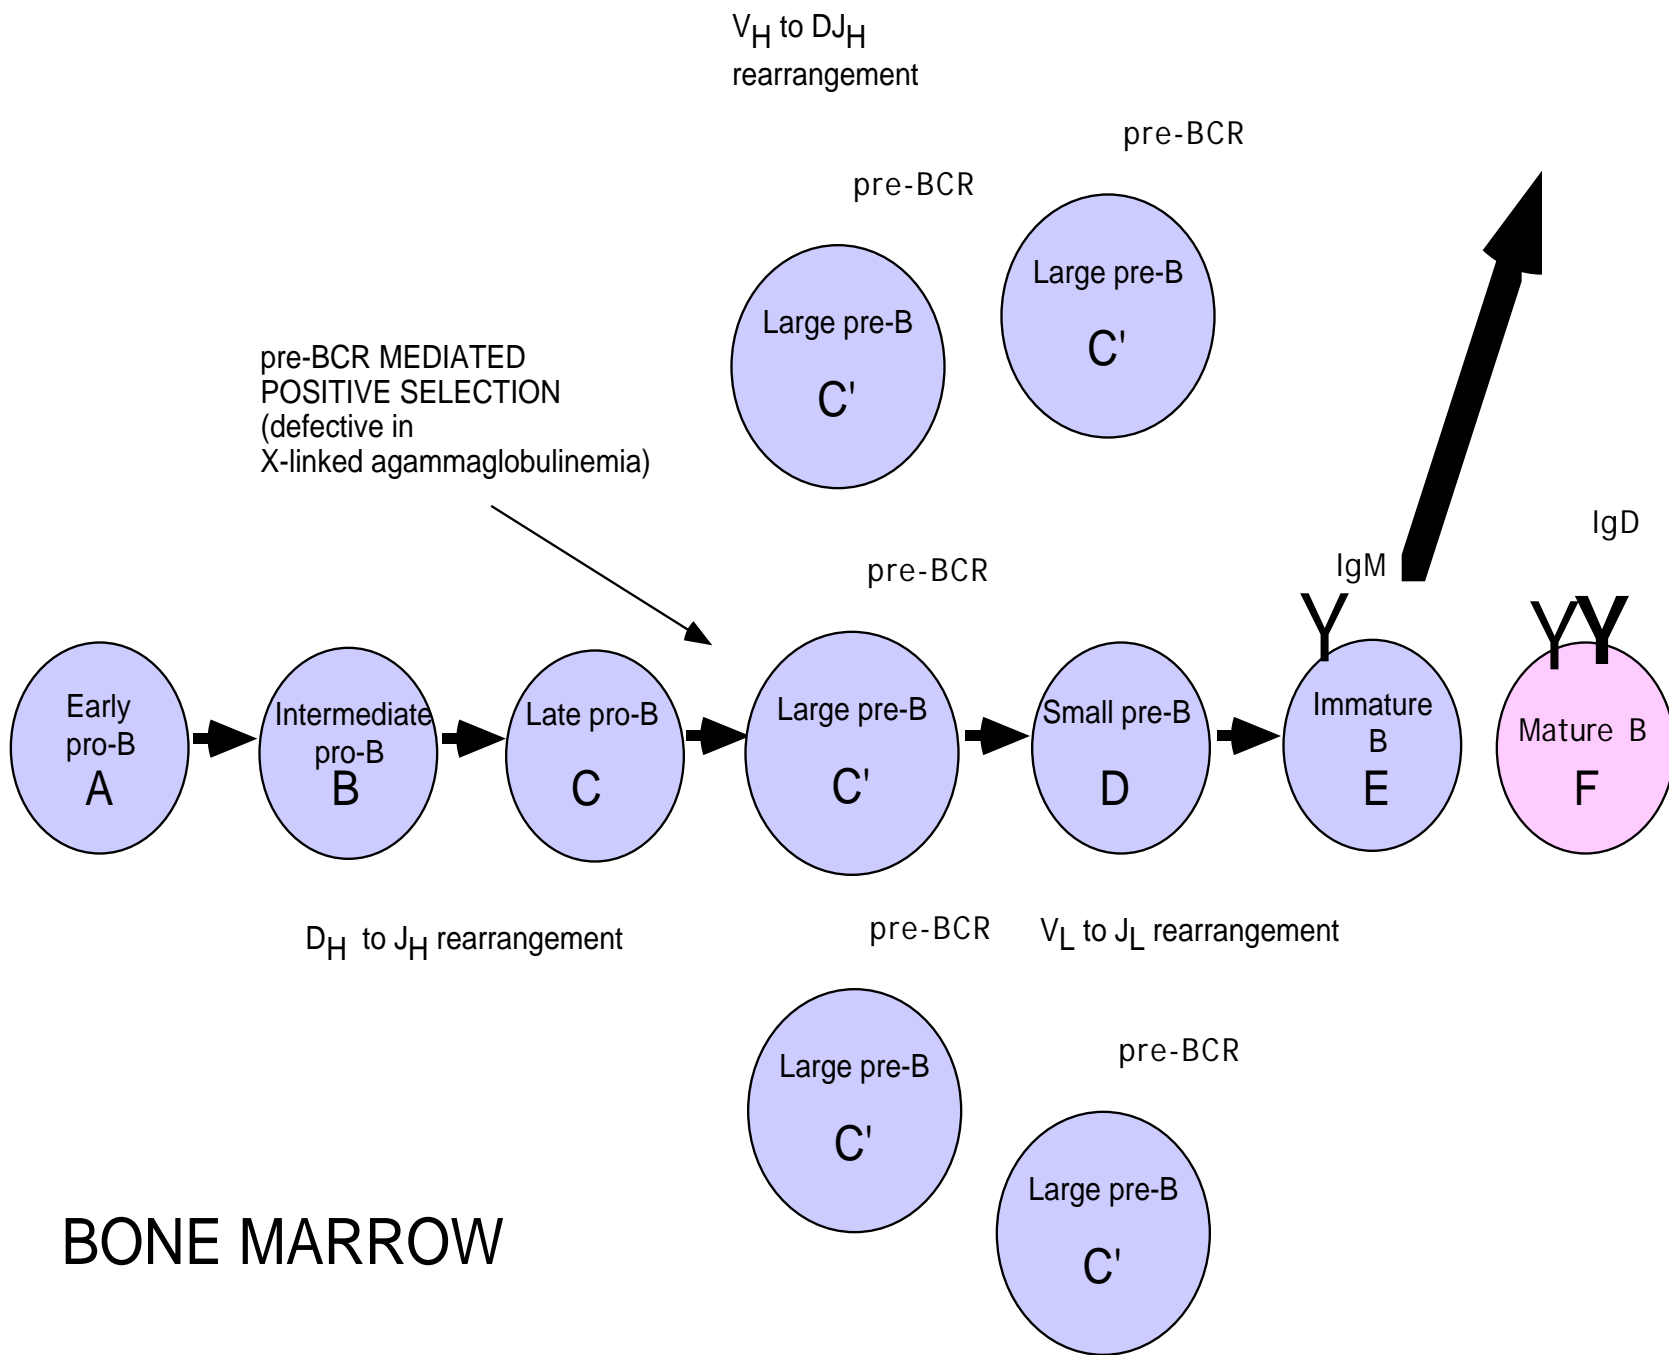 VH to DJH
rearrangement
pre-BCR
pre-BCR
Large pre-B
C'
Large pre-B
C'
pre-BCR MEDIATED
POSITIVE SELECTION
(defective in
X-linked agammaglobulinemia)
pre-BCR
IgM
IgD
Early
pro-B
A
Intermediate
pro-B
B
Late pro-B
C
Large pre-B
C'
Small pre-B
D
Immature
B
E
Mature B
F
DH to JH rearrangement
pre-BCR
VL to JL rearrangement
Large pre-B
C'
pre-BCR
Large pre-B
C'
BONE MARROW